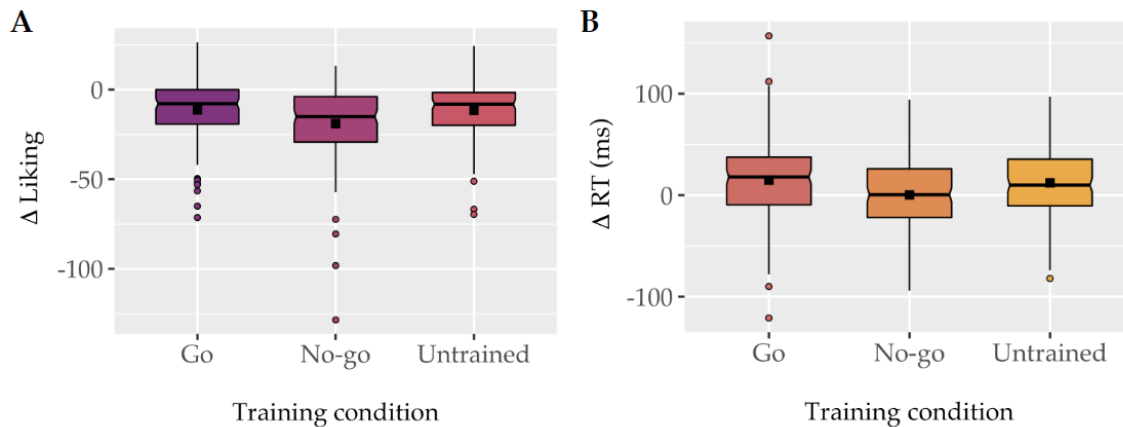 A
Δ Liking
0
-50
-100
Go No-go Untrained
Training condition
B
Δ RT (ms)
100
0
-100
Go No-go Untrained
Training condition